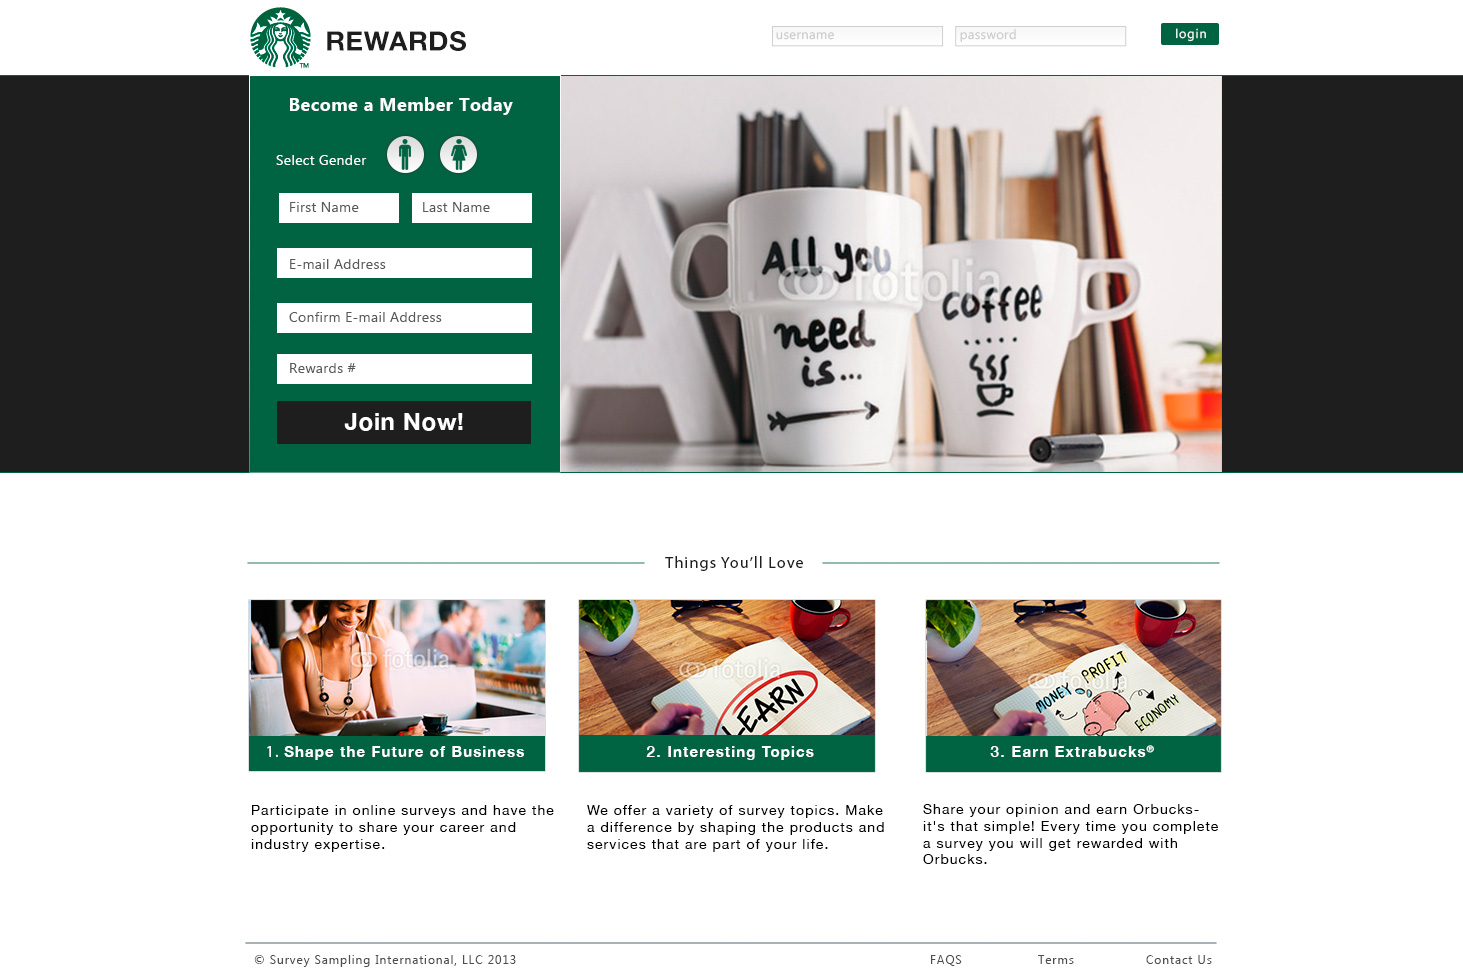 REWARDS
TM
username
password
login
Become a Member Today
Select Gender
First Name
Last Name
E-mail Address
Confirm E-mail Address
Rewards #
Join Now!
All you
need
is...
coffee
fotolia
Things You'll Love
fotolia
fotolia
LEARN
fotolia
MONEY
PROFIT
ECONOMY
1. Shape the Future of Business
2. Interesting Topics
3. Earn Extrabucks®
Participate in online surveys and have the
opportunity to share your career and
industry expertise.
We offer a variety of survey topics. Make
a difference by shaping the products and
services that are part of your life.
Share your opinion and earn Orbucks-
it's that simple! Every time you complete
a survey you will get rewarded with
Orbucks.
© Survey Sampling International, LLC 2013
FAQS
Terms
Contact Us